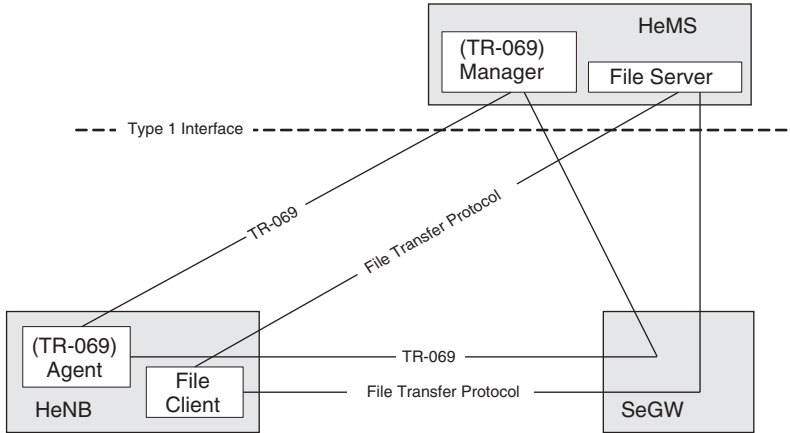 HeMS
(TR-069)
Manager
File Server
Type 1 Interface
TR-069
File Transfer Protocol
(TR-069)
Agent
TR-069
File
Client
File Transfer Protocol
HeNB
SeGW